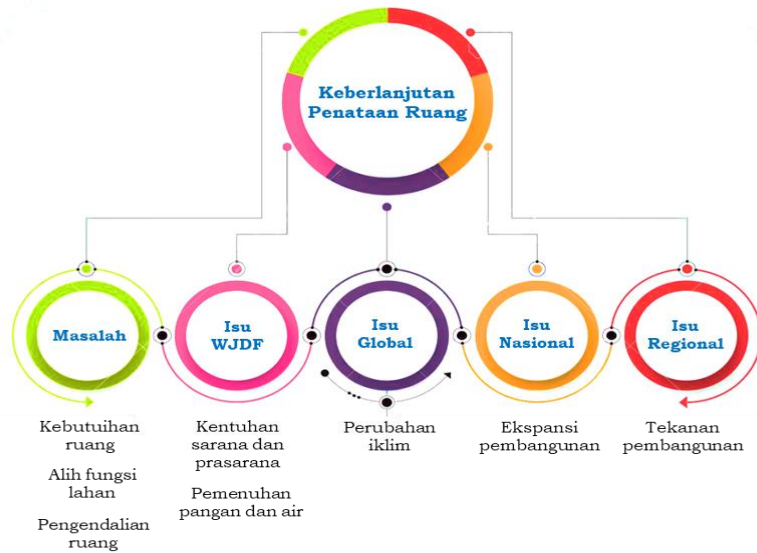 Keberlanjutan
Penataan Ruang
Masalah
Isu
WJDF
Isu
Global
Isu
Nasional
Isu
Regional
Kebutuihan
ruang
Alih fungsi
lahan
Pengendalian
ruang
Kentuhan
sarana dan
prasarana
Pemenuhan
pangan dan air
Perubahan
iklim
Ekspansi
pembangunan
Tekanan
pembangunan